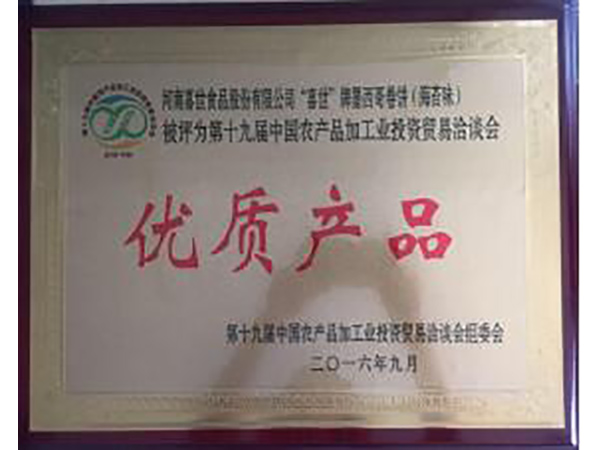 河南喜世食品股份有限公司“喜世”牌墨西哥卷饼（海苔味）
被评为第十九届中国农产品加工业投资贸易洽谈会
优质产品
第十九届中国农产品加工业投资贸易洽谈会组委会
二〇一六年九月